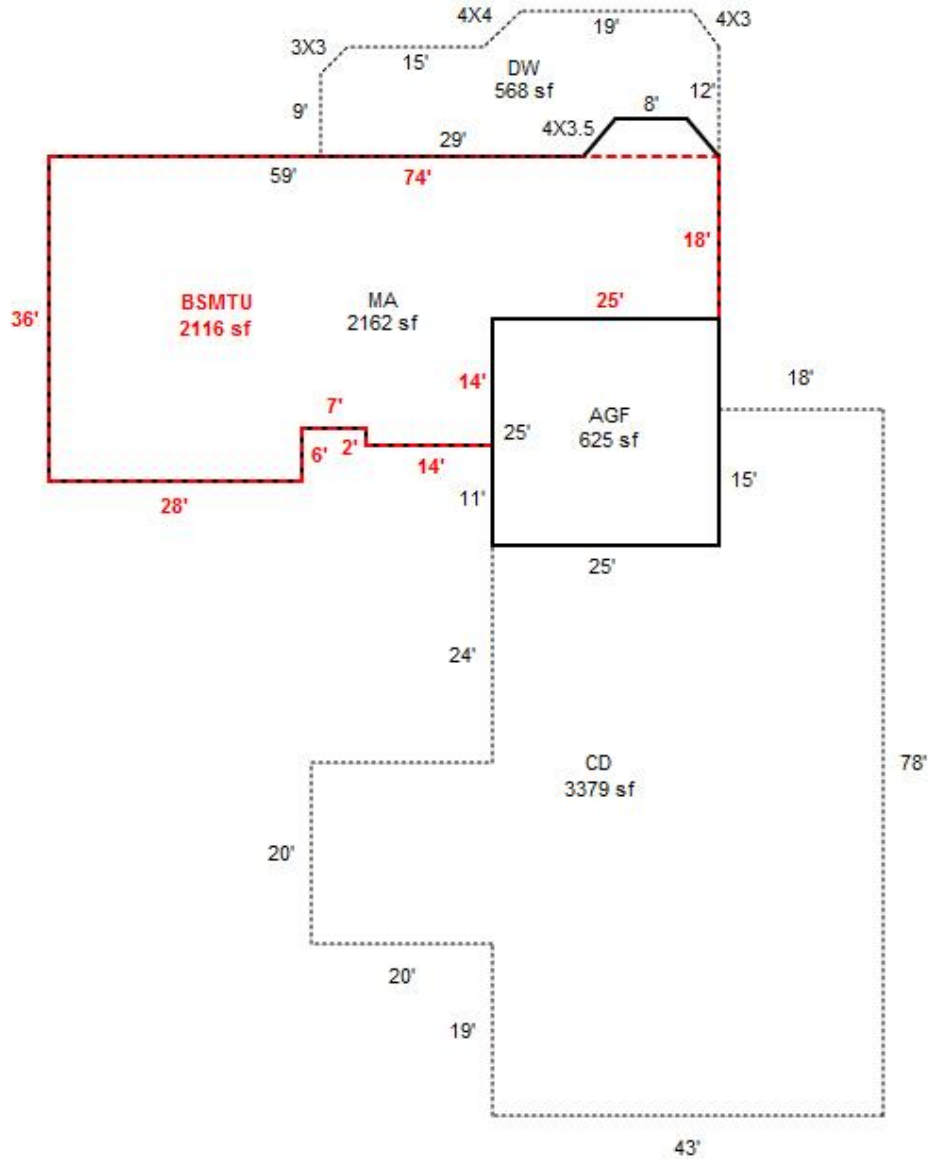 4X4
19'
4X3
3X3
15'
DW
568 sf
9'
12'
8'
4X3.5
29'
59'
74'
18'
36'
BSMTU
2116 sf
MA
2162 sf
25'
14'
7'
6'
2'
14'
28'
25'
AGF
625 sf
18'
15'
11'
25'
24'
CD
3379 sf
78'
20'
20'
19'
43'